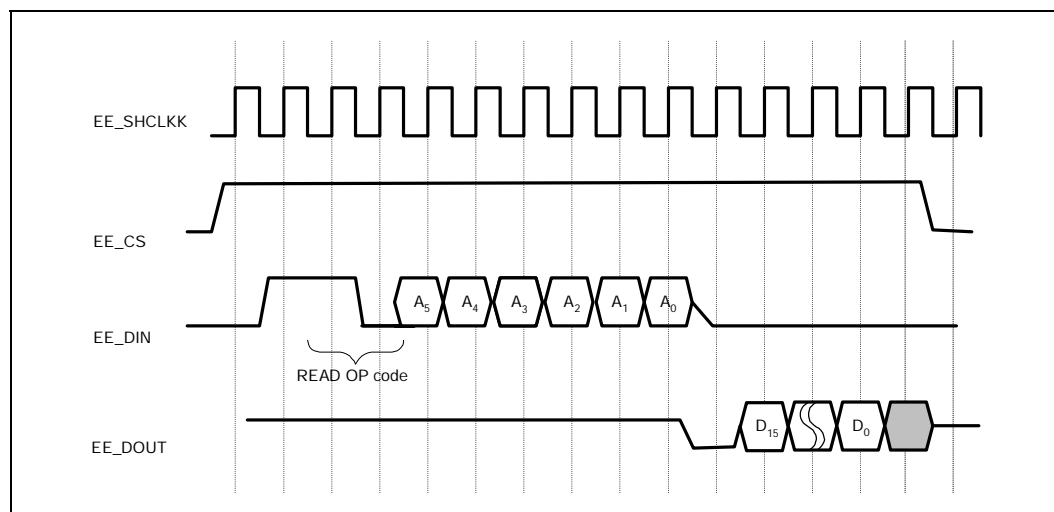 EE_SHCLKK
EE_CS
A5 A4 A3 A2 A1 A0
EE_DIN
READ OP code
D15 D0
EE_DOUT